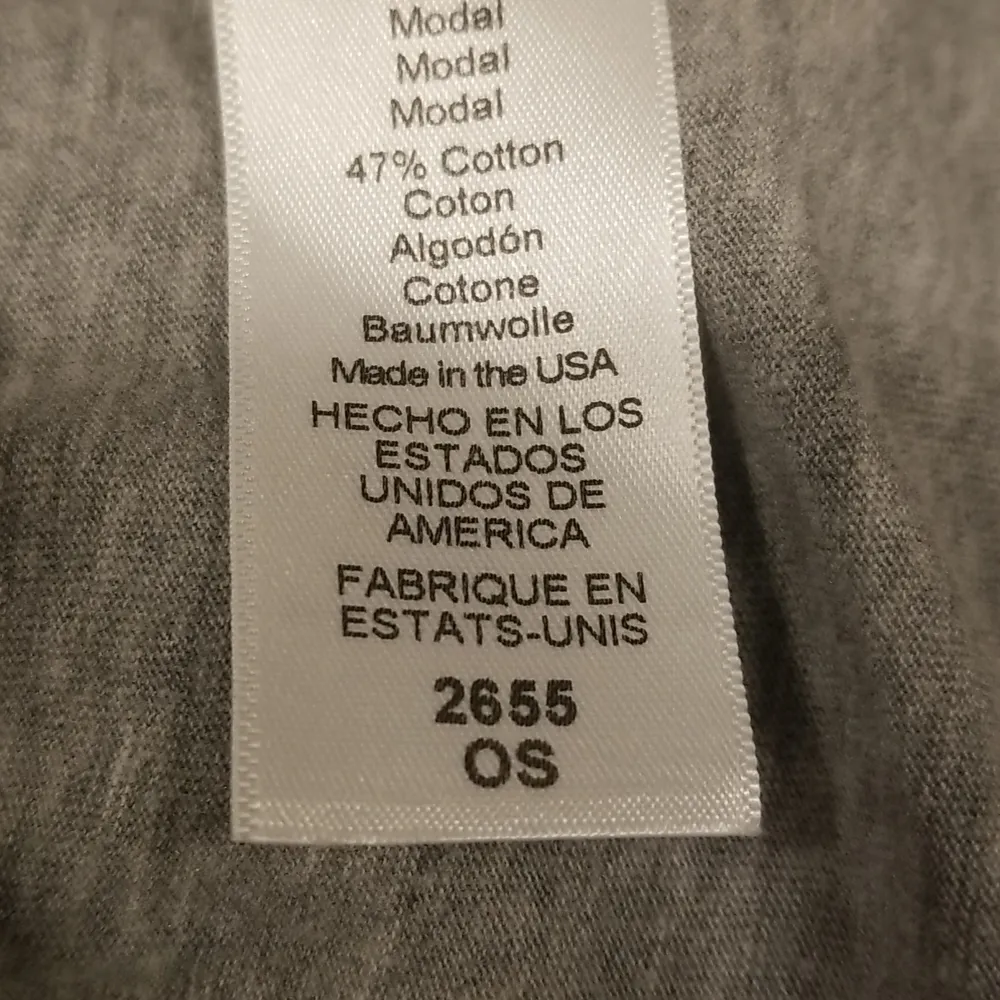 Modal
Modal
Modal
47% Cotton
Coton
Algodón
Cotone
Baumwolle
Made in the USA
HECHO EN LOS
ESTADOS
UNIDOS DE
AMERICA
FABRIQUE EN
ESTATS-UNIS
2655
OS